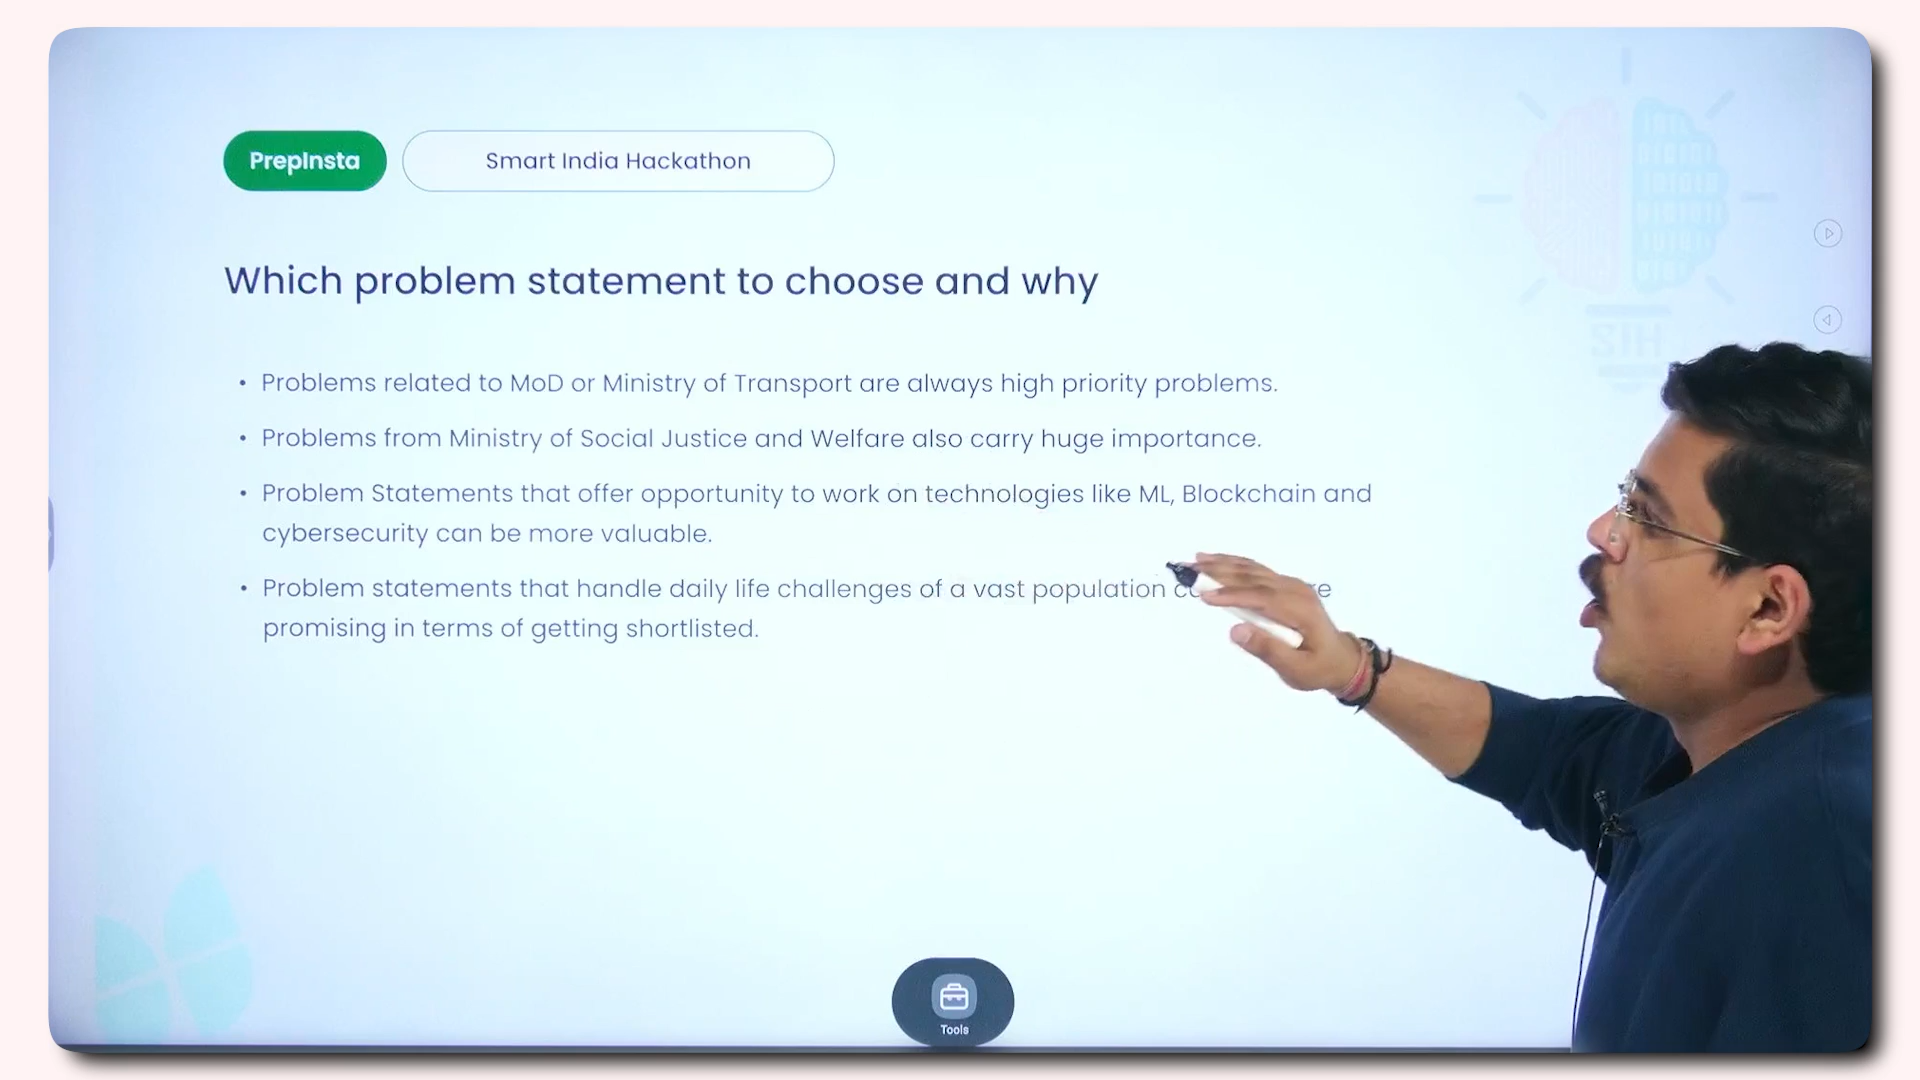 PrepInsta
Smart India Hackathon
SIH
Which problem statement to choose and why
• Problems related to MoD or Ministry of Transport are always high priority problems.
• Problems from Ministry of Social Justice and Welfare also carry huge importance.
• Problem Statements that offer opportunity to work on technologies like ML, Blockchain and
cybersecurity can be more valuable.
• Problem statements that handle daily life challenges of a vast population
promising in terms of getting shortlisted.
Tools